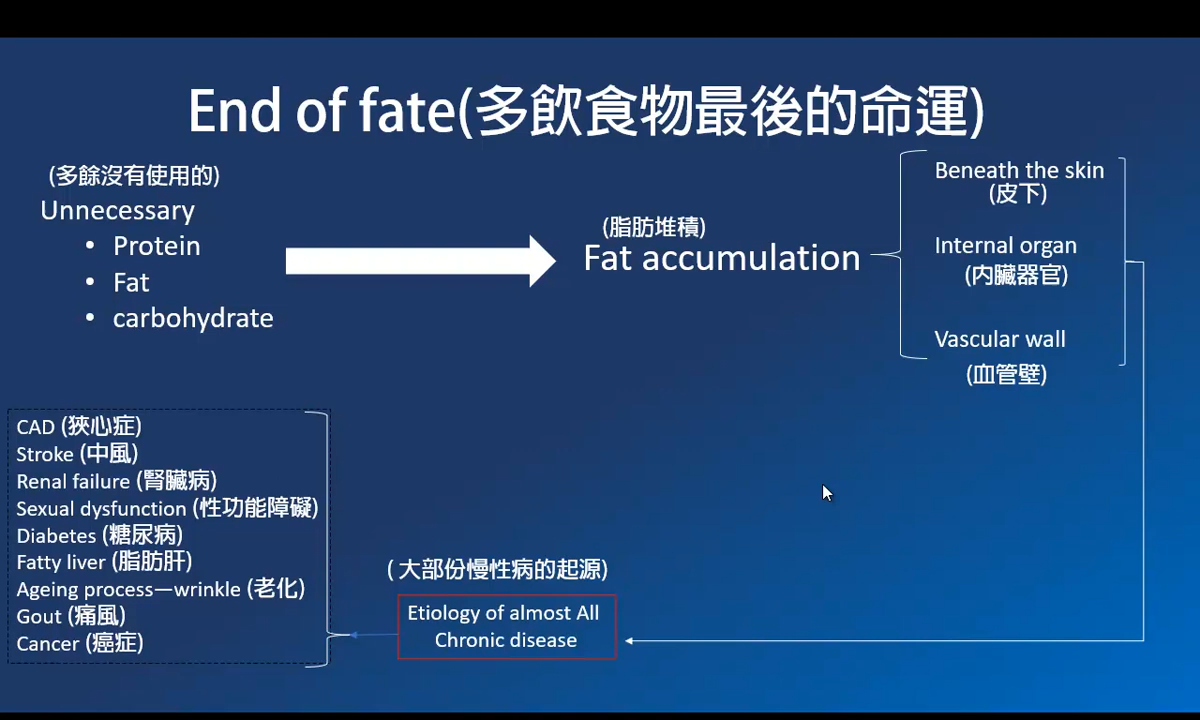 End of fate(多飲食物最後的命運)
(多餘沒有使用的)
Unnecessary
• Protein
• Fat
• carbohydrate
(脂肪堆積)
Fat accumulation
Beneath the skin
(皮下)
Internal organ
(內臟器官)
Vascular wall
(血管壁)
CAD (狹心症)
Stroke (中風)
Renal failure (腎臟病)
Sexual dysfunction (性功能障礙)
Diabetes (糖尿病)
Fatty liver (脂肪肝)
Ageing process—wrinkle (老化)
Gout (痛風)
Cancer (癌症)
( 大部份慢性病的起源)
Etiology of almost All
Chronic disease